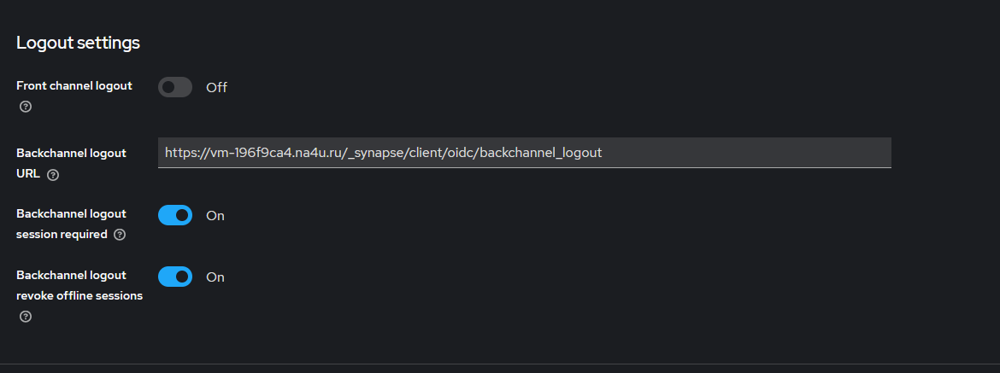 Logout settings
Front channel logout
Off
Backchannel logout
URL
https://vm-196f9ca4.na4u.ru/_synapse/client/oidc/backchannel_logout
Backchannel logout
session required
On
Backchannel logout
revoke offline sessions
On